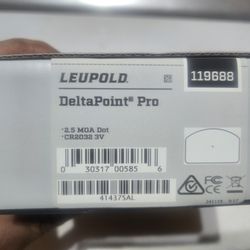 LEUPOLD
119688
DeltaPoint® Pro
•2.5 MOA Dot
•CR2032 3V
0 30317 00585 6
414375AL